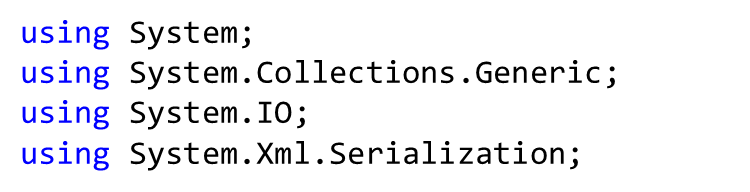 using System;
using System.Collections.Generic;
using System.IO;
using System.Xml.Serialization;